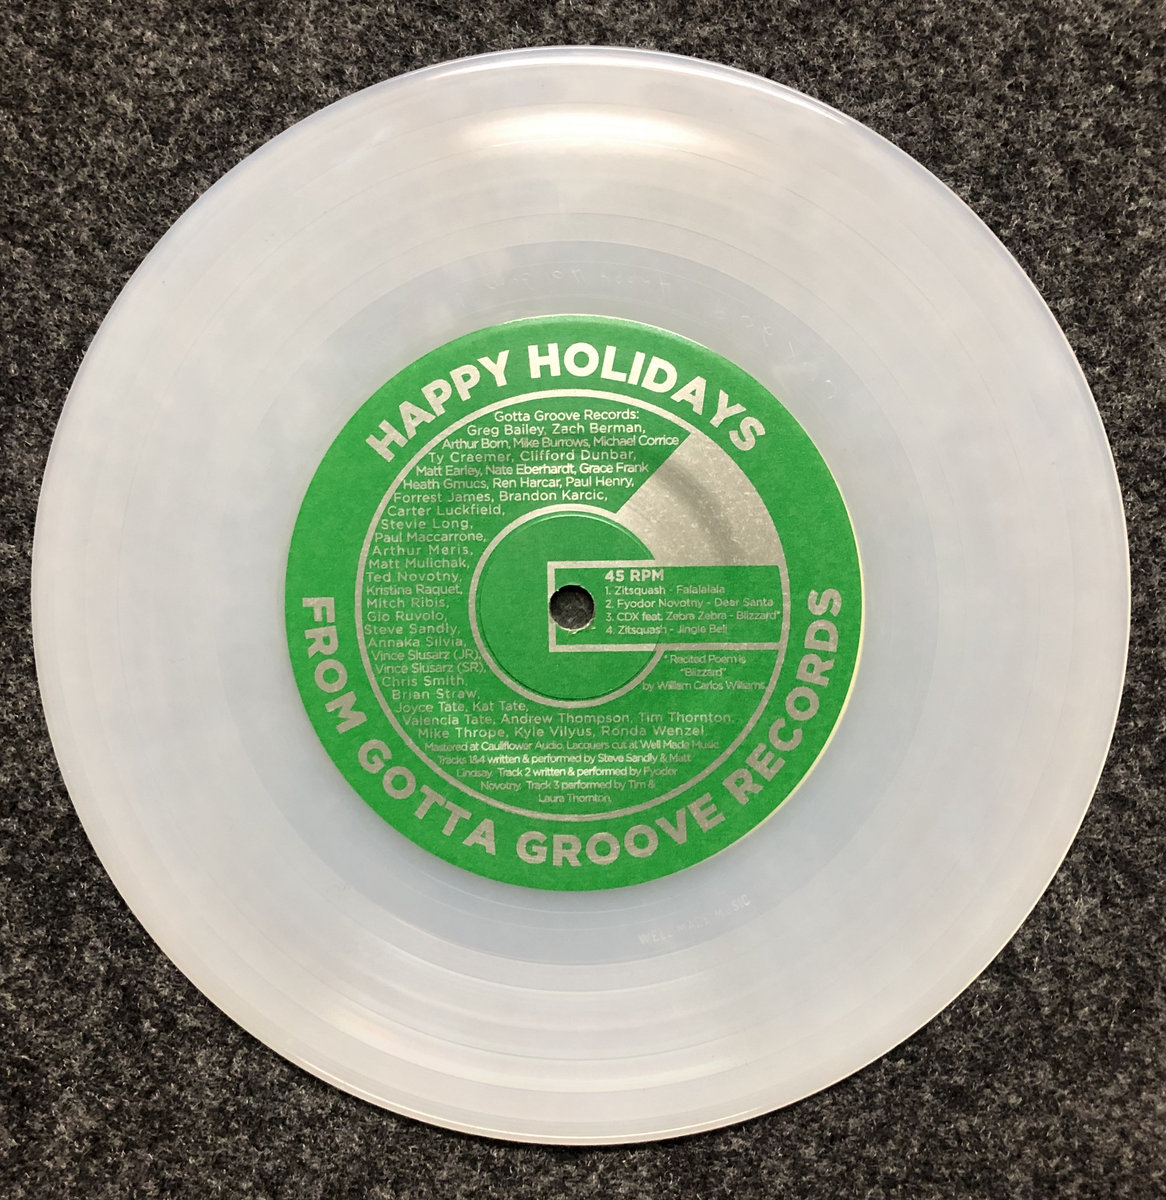 HAPPY HOLIDAYS
Gotta Groove Records:
Greg Bailey, Zach Berman,
Arthur Born, Mike Burrows, Michael Corrice
Ty Craemer, Clifford Dunbar,
Matt Earley, Nate Eberhardt, Grace Frank
Heath Gmucs, Ren Harcar, Paul Henry,
Forrest James, Brandon Karcic,
Carter Luckfield,
Stevie Long,
Paul Maccarrone,
Arthur Meris,
Matt Mulichak,
Ted Novotny,
Kristina Raquet,
Mitch Ribis,
Gio Ruvolo,
Steve Sandly,
Annaka Silvia,
Vince Slusarz (JR),
Vince Slusarz (SR),
Chris Smith,
Brian Straw,
Joyce Tate, Kat Tate,
Valencia Tate, Andrew Thompson, Tim Thornton,
Mike Thrope, Kyle Vilyus, Ronda Wenzel,
Mastered at Cauliflower Audio, Lacquers cut at Well Made Music
Tracks 1&4 written & performed by Steve Sandly & Matt
Lindsay. Track 2 written & performed by Fyodor
Novotny. Track 3 performed by Tim &
Laura Thornton.
45 RPM
1. Zitsquash - Falalalala
2. Fyodor Novotny - Dear Santa
3. CDX feat. Zebra Zebra - Blizzard*
4. Zitsquash - Jingle Bell
*Recited Poem is
"Blizzard"
by William Carlos Williams
FROM GOTTA GROOVE RECORDS
WELL MADE MUSIC